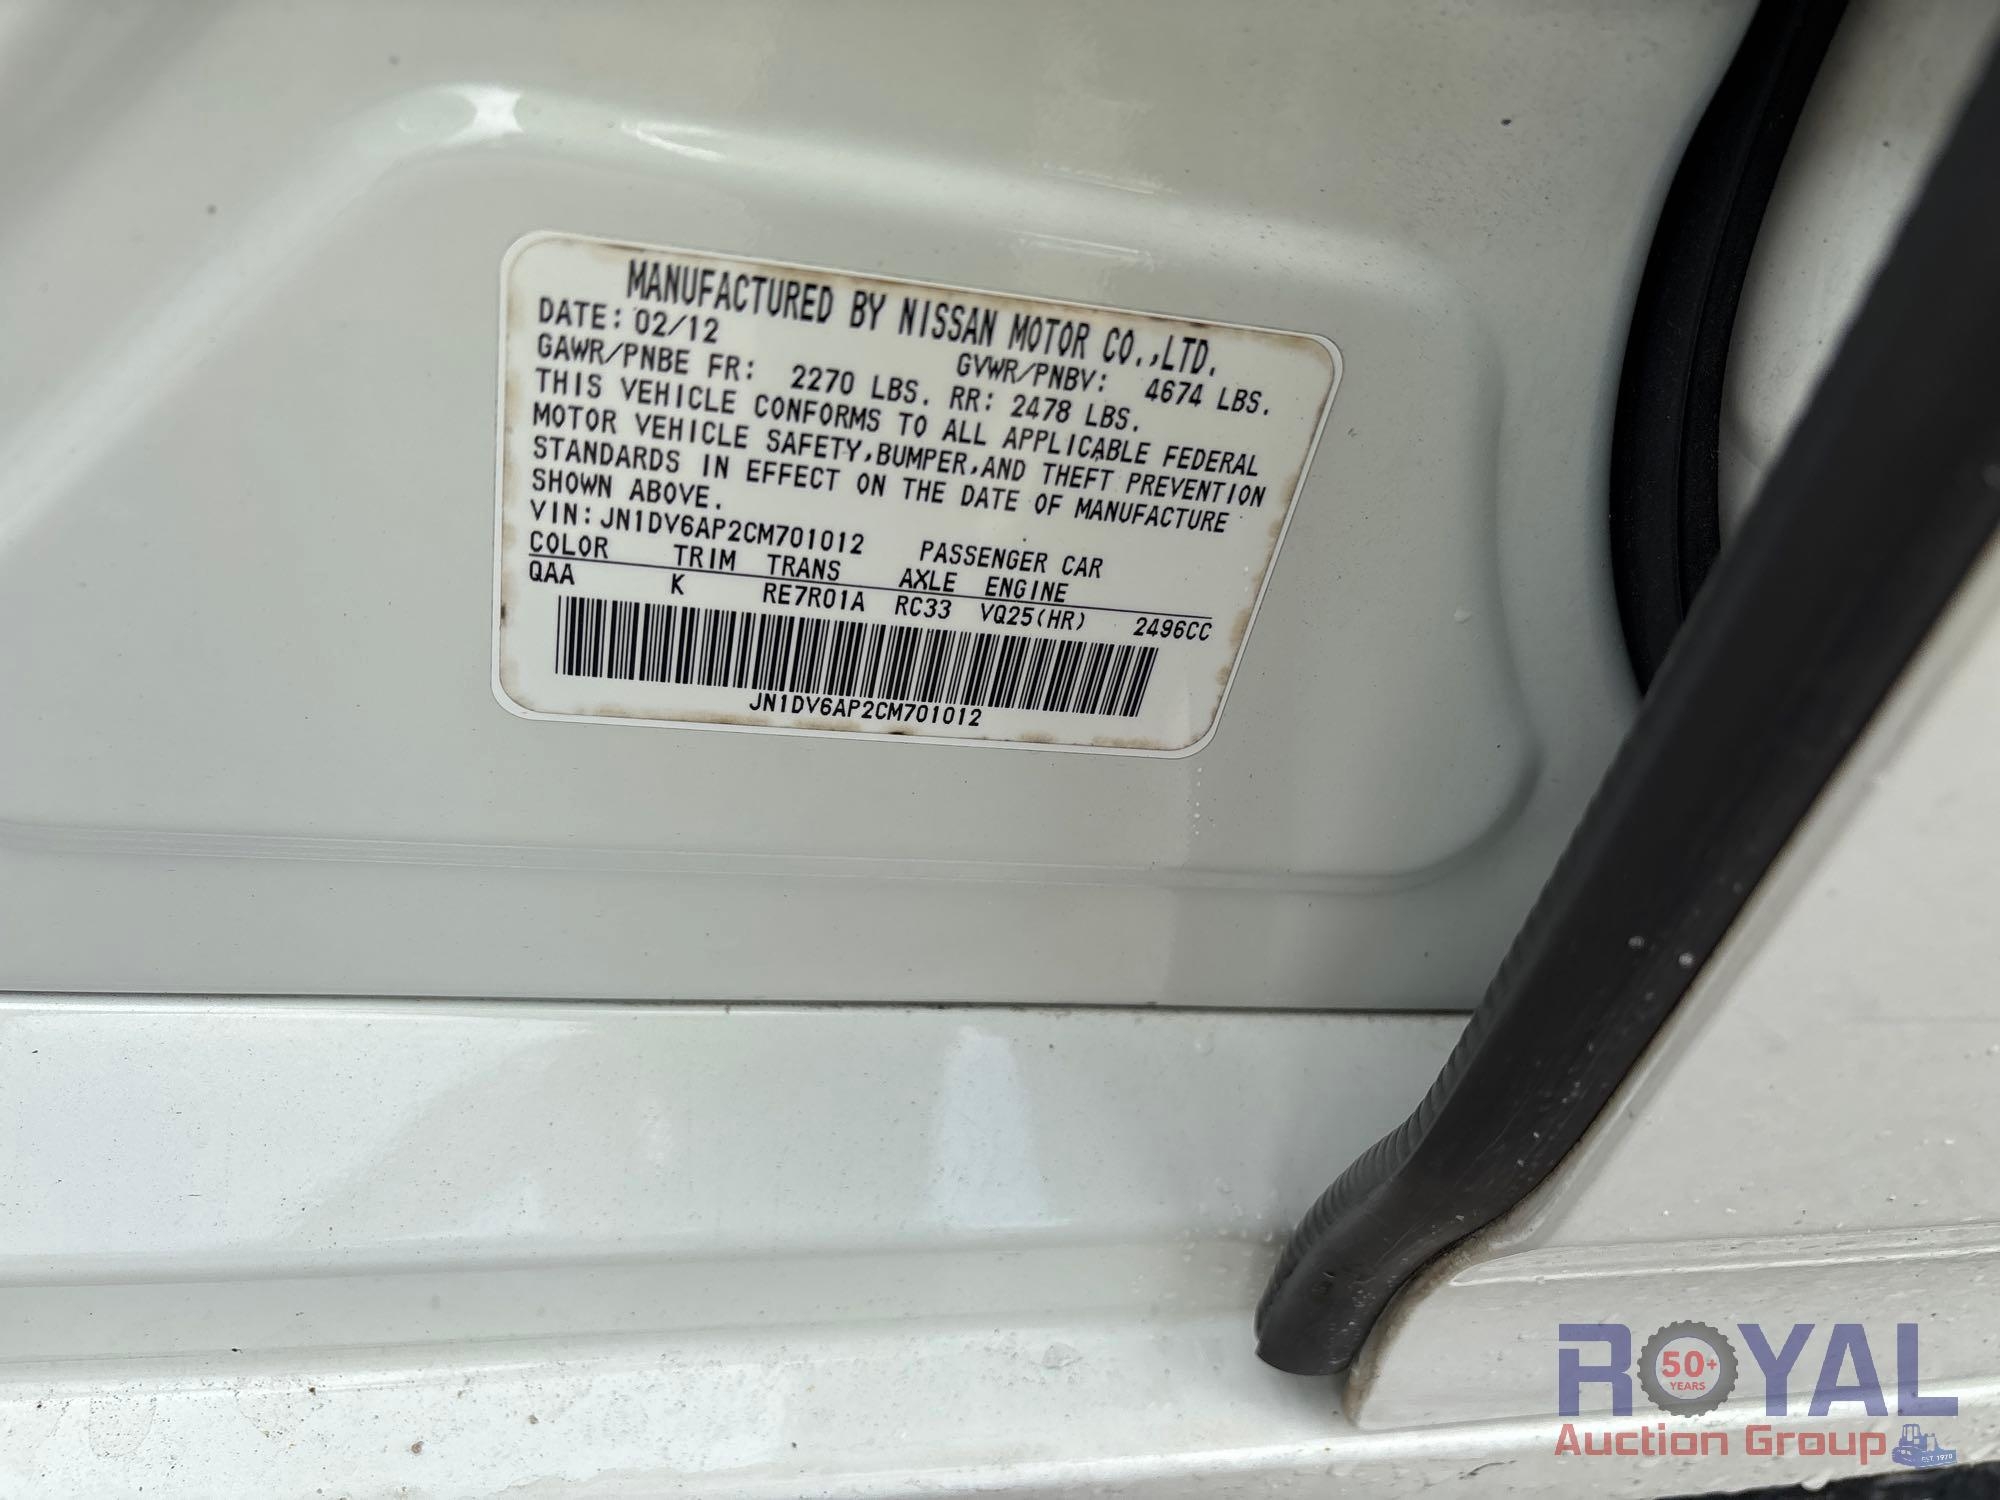 MANUFACTURED BY NISSAN MOTOR CO.,LTD.
DATE: 02/12 GVWR/PNBV: 4674 LBS.
GAWR/PNBE FR: 2270 LBS. RR: 2478 LBS.
THIS VEHICLE CONFORMS TO ALL APPLICABLE FEDERAL
MOTOR VEHICLE SAFETY,BUMPER,AND THEFT PREVENTION
STANDARDS IN EFFECT ON THE DATE OF MANUFACTURE
SHOWN ABOVE.
VIN: JN1DV6AP2CM701012 PASSENGER CAR
COLOR TRIM TRANS AXLE ENGINE
QAA K RE7R01A RC33 VQ25(HR) 2496CC
JN1DV6AP2CM701012
ROYAL
50+
YEARS
Auction Group
EST 1970